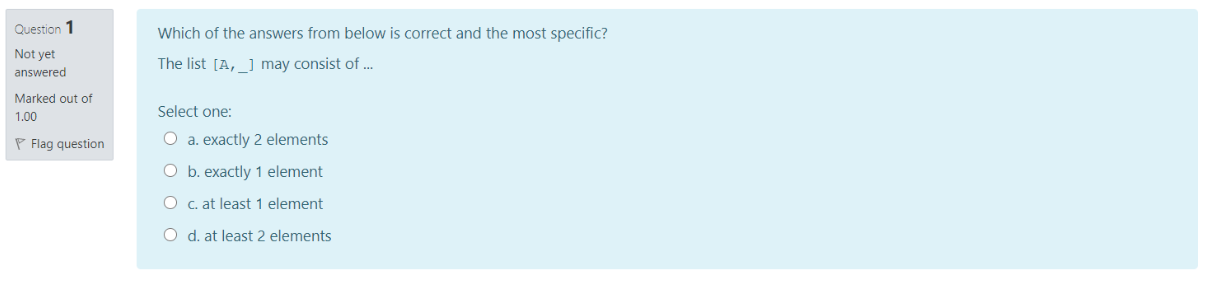 Question 1
Not yet
answered
Marked out of
1.00
Flag question
Which of the answers from below is correct and the most specific?
The list [A,_] may consist of ...
Select one:
a. exactly 2 elements
b. exactly 1 element
c. at least 1 element
d. at least 2 elements